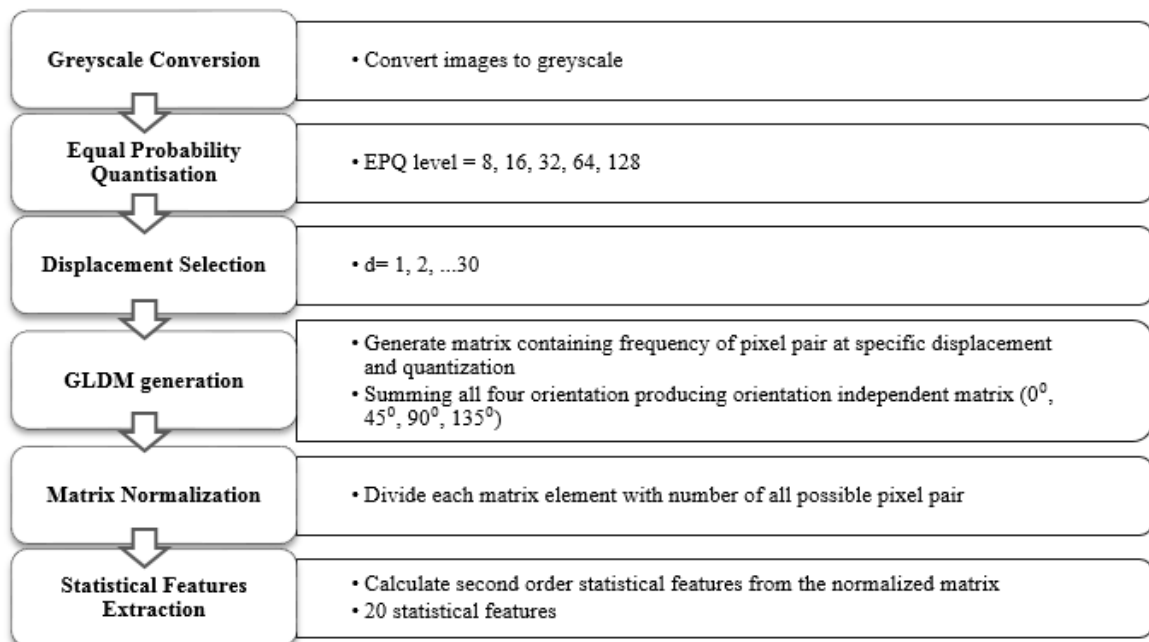 Greyscale Conversion
• Convert images to greyscale
Equal Probability
Quantisation
• EPQ level = 8, 16, 32, 64, 128
Displacement Selection
• d= 1, 2, ...30
GLDM generation
• Generate matrix containing frequency of pixel pair at specific displacement
and quantization
• Summing all four orientation producing orientation independent matrix (0⁰,
45⁰, 90⁰, 135⁰)
Matrix Normalization
• Divide each matrix element with number of all possible pixel pair
Statistical Features
Extraction
• Calculate second order statistical features from the normalized matrix
• 20 statistical features